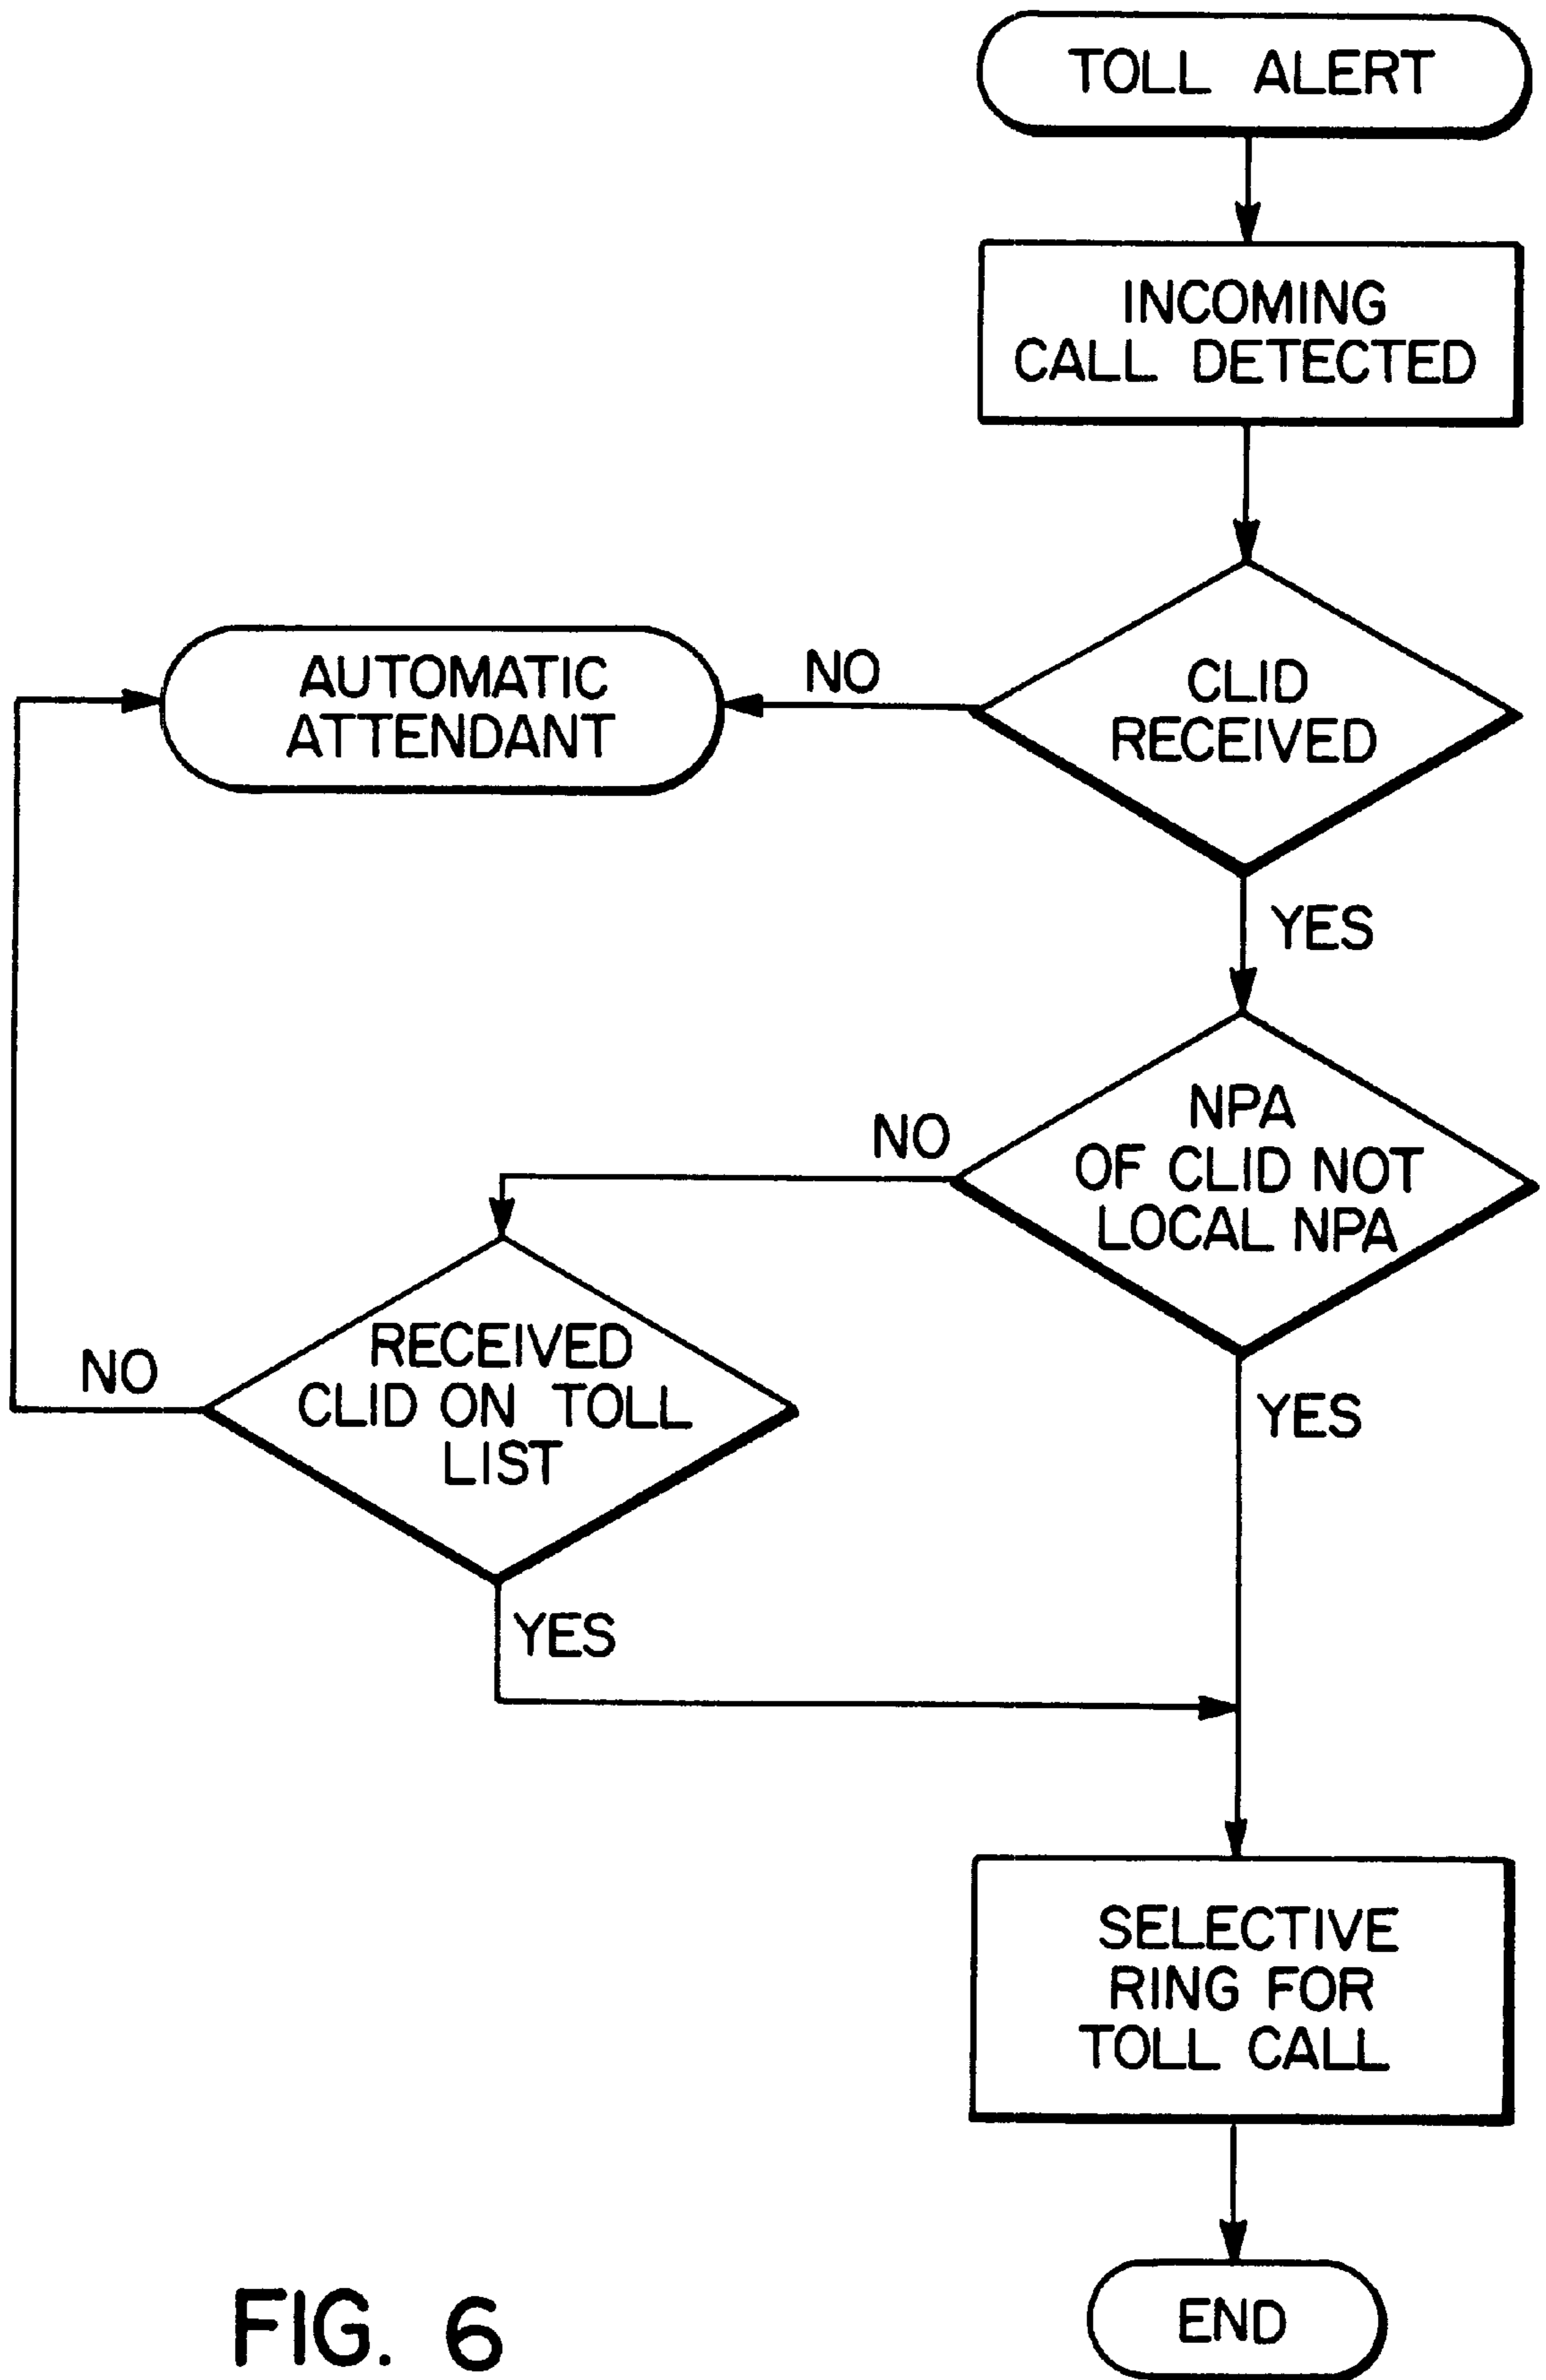 TOLL ALERT
INCOMING
CALL DETECTED
AUTOMATIC
ATTENDANT
NO
CLID
RECEIVED
YES
NPA
OF CLID NOT
LOCAL NPA
NO
RECEIVED
CLID ON TOLL
LIST
NO
YES
YES
SELECTIVE
RING FOR
TOLL CALL
END
FIG. 6